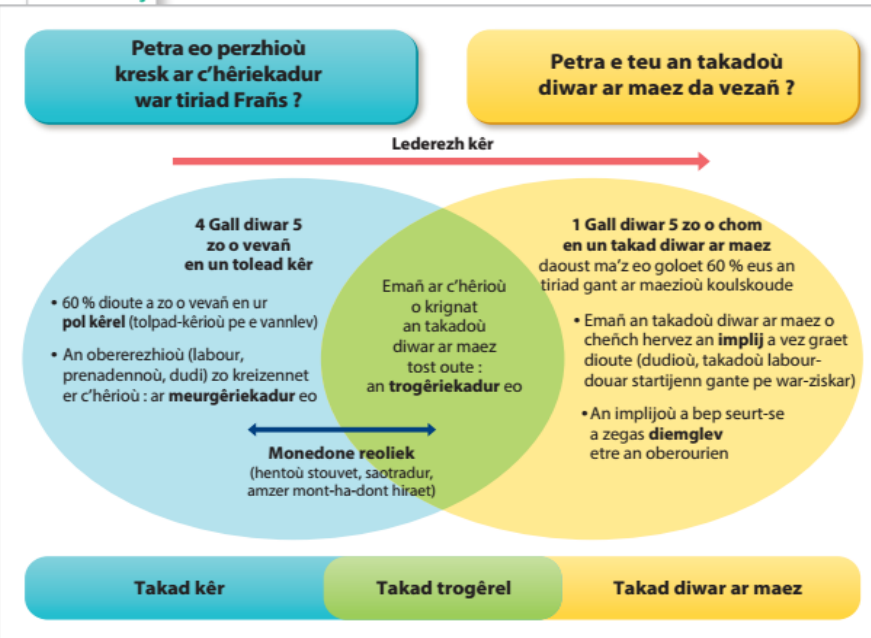 Petra eo perzhioù
kresk ar c'hêriekadur
war tiriad Frañs ?
Petra e teu an takadoù
diwar ar maez da vezañ ?
Lederezh kêr
4 Gall diwar 5
zo o vevañ
en un tolead kêr
• 60 % dioute a zo o vevañ en ur
pol kêrel (tolpad-kêrioù pe e vannlev)
• An obererezhioù (labour,
prenadennoù, dudi) zo kreizennet
er c'hêrioù : ar meurgêriekadur eo
Emañ ar c'hêrioù
o krignat
an takadoù
diwar ar maez
tost oute :
an trogêriekadur eo
Monedone reoliek
(hentoù stouvet, saotradur,
amzer mont-ha-dont hiraet)
1 Gall diwar 5 zo o chom
en un takad diwar ar maez
daoust ma'z eo goloet 60 % eus an
tiriad gant ar maezioù koulskoude
• Emañ an takadoù diwar ar maez o
cheñch hervez an implij a vez graet
dioute (dudioù, takadoù labour-
douar startijenn gante pe war-ziskar)
• An implijoù a bep seurt-se
a zegas diemglev
etre an oberourien
Takad kêr
Takad trogêrel
Takad diwar ar maez